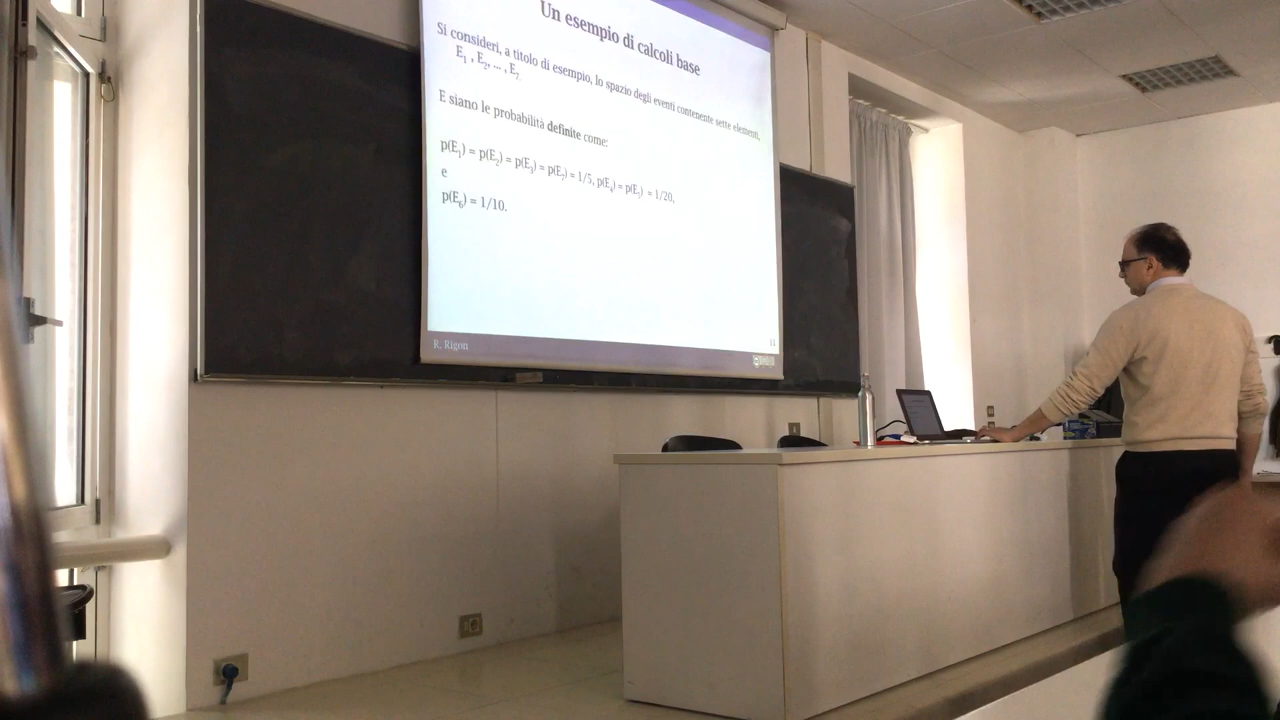 Un esempio di calcoli base
Si consideri, a titolo di esempio, lo spazio degli eventi contenente sette elementi,
E₁ , E₂, ... , E₇.
E siano le probabilità definite come:
p(E₁) = p(E₂) = p(E₃) = p(E₇) = 1/5, p(E₄) = p(E₅) = 1/20,
e
p(E₆) = 1/10.
R. Rigon